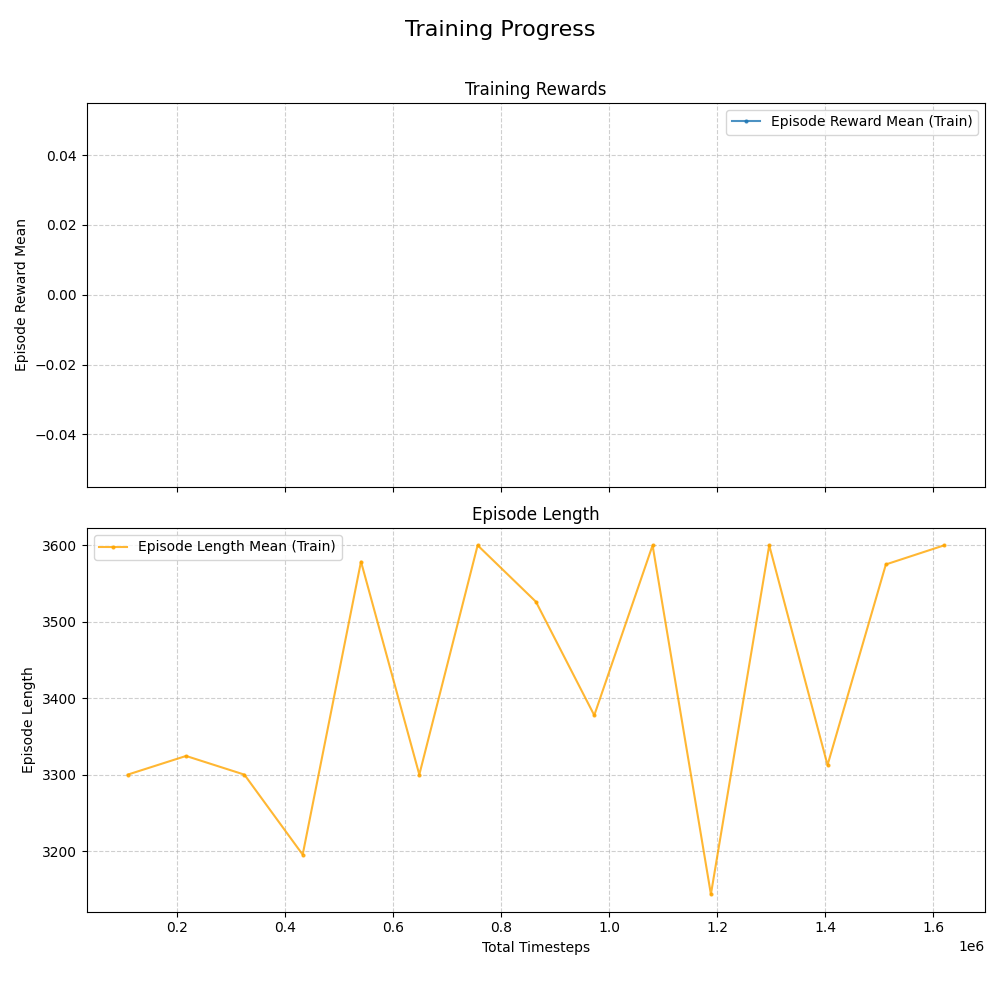 Training Progress
Training Rewards
Episode Reward Mean (Train)
Episode Reward Mean
0.04
0.02
0.00
−0.02
−0.04
Episode Length
Episode Length Mean (Train)
Episode Length
3600
3500
3400
3300
3200
0.2 0.4 0.6 0.8 1.0 1.2 1.4 1.6
1e6
Total Timesteps